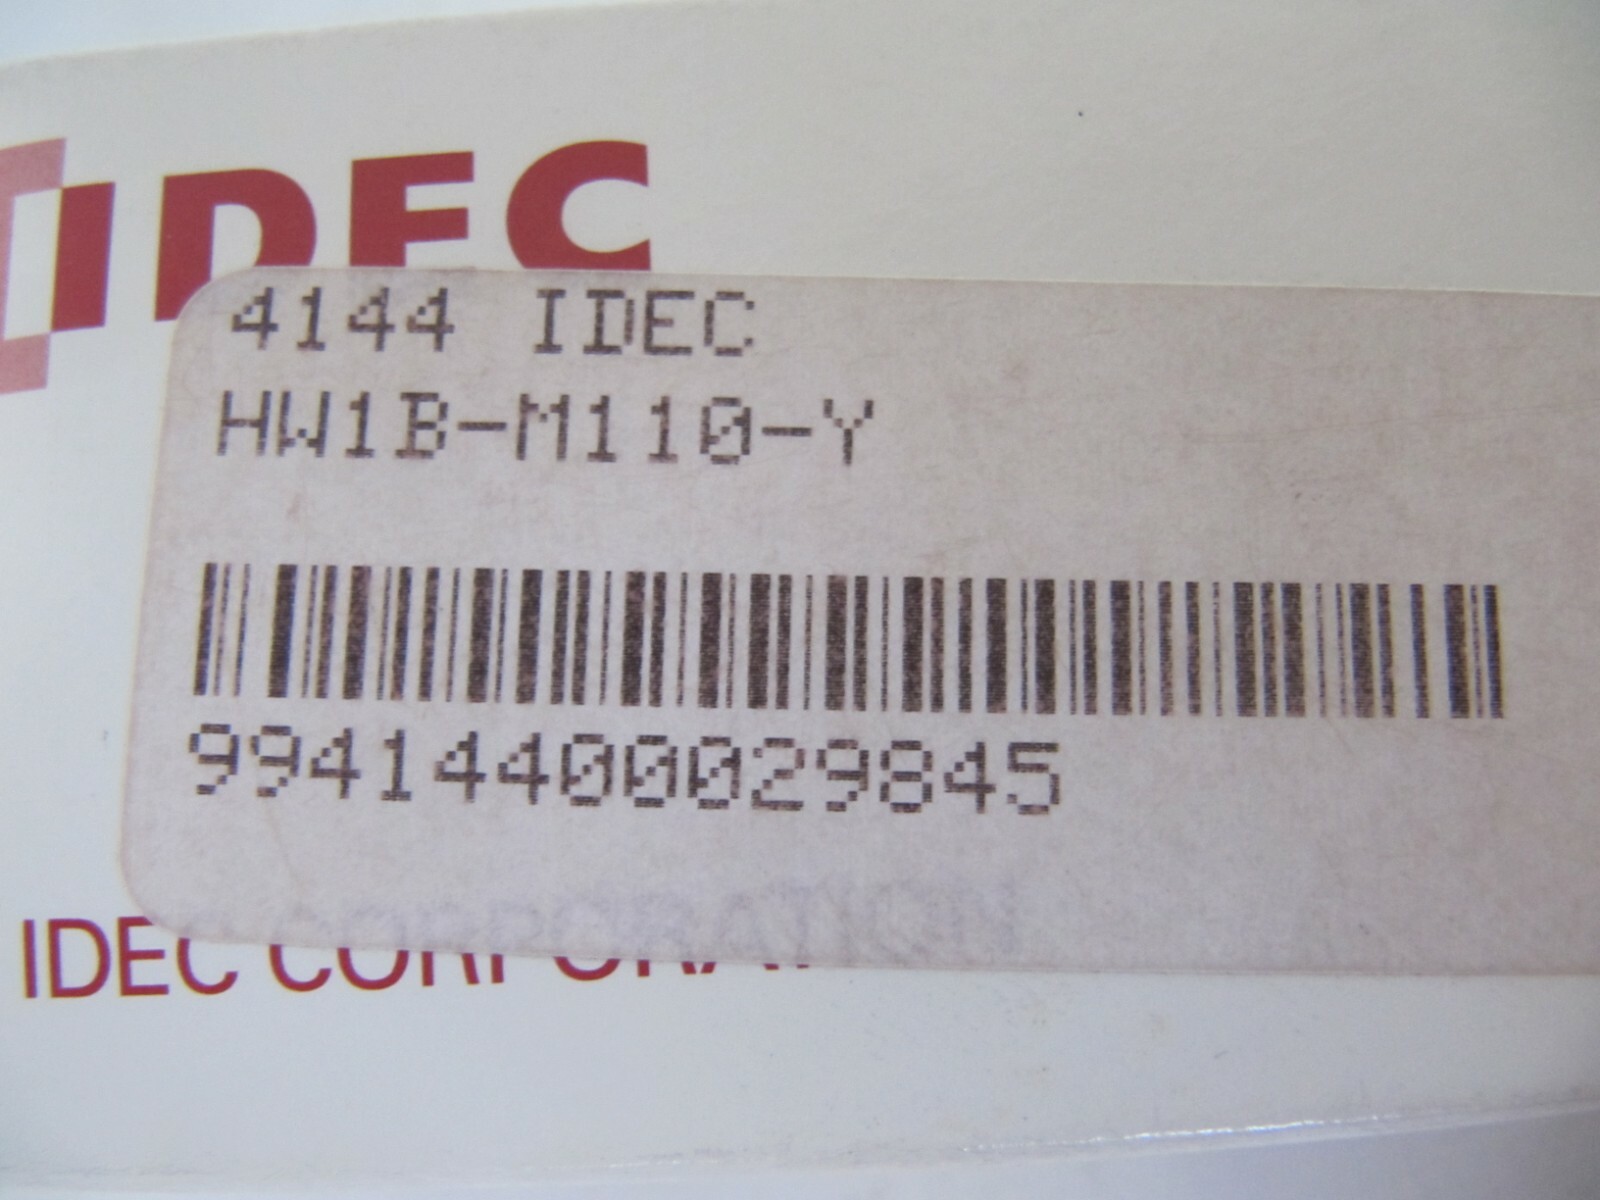 IDEC
4144 IDEC
HW1B-M110-Y
99414400029845
IDEC CORPORATION